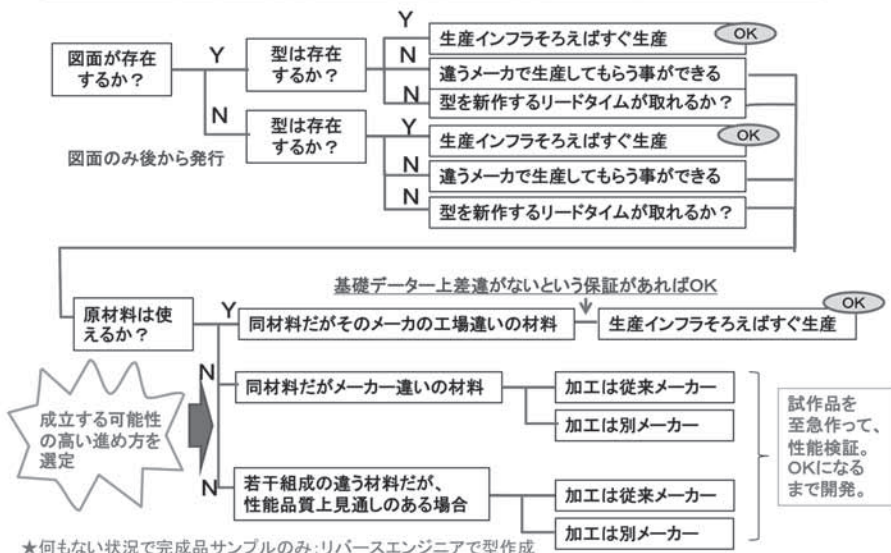 図面が存在
するか？
Y
N
型は存在
するか？
Y
N
N
生産インフラそろえばすぐ生産
OK
違うメーカで生産してもらう事ができる
型を新作するリードタイムが取れるか？
図面のみ後から発行
型は存在
するか？
Y
N
N
生産インフラそろえばすぐ生産
OK
違うメーカで生産してもらう事ができる
型を新作するリードタイムが取れるか？
基礎データー上差違がないという保証があればOK
原材料は使
えるか？
Y
同材料だがそのメーカの工場違いの材料
生産インフラそろえばすぐ生産
OK
成立する可能性
の高い進め方を
選定
N
同材料だがメーカー違いの材料
加工は従来メーカー
加工は別メーカー
N
若干組成の違う材料だが、
性能品質上見通しのある場合
加工は従来メーカー
加工は別メーカー
試作品を
至急作って、
性能検証。
OKになる
まで開発。
★何もない状況で完成品サンプルのみ:リバースエンジニアで型作成